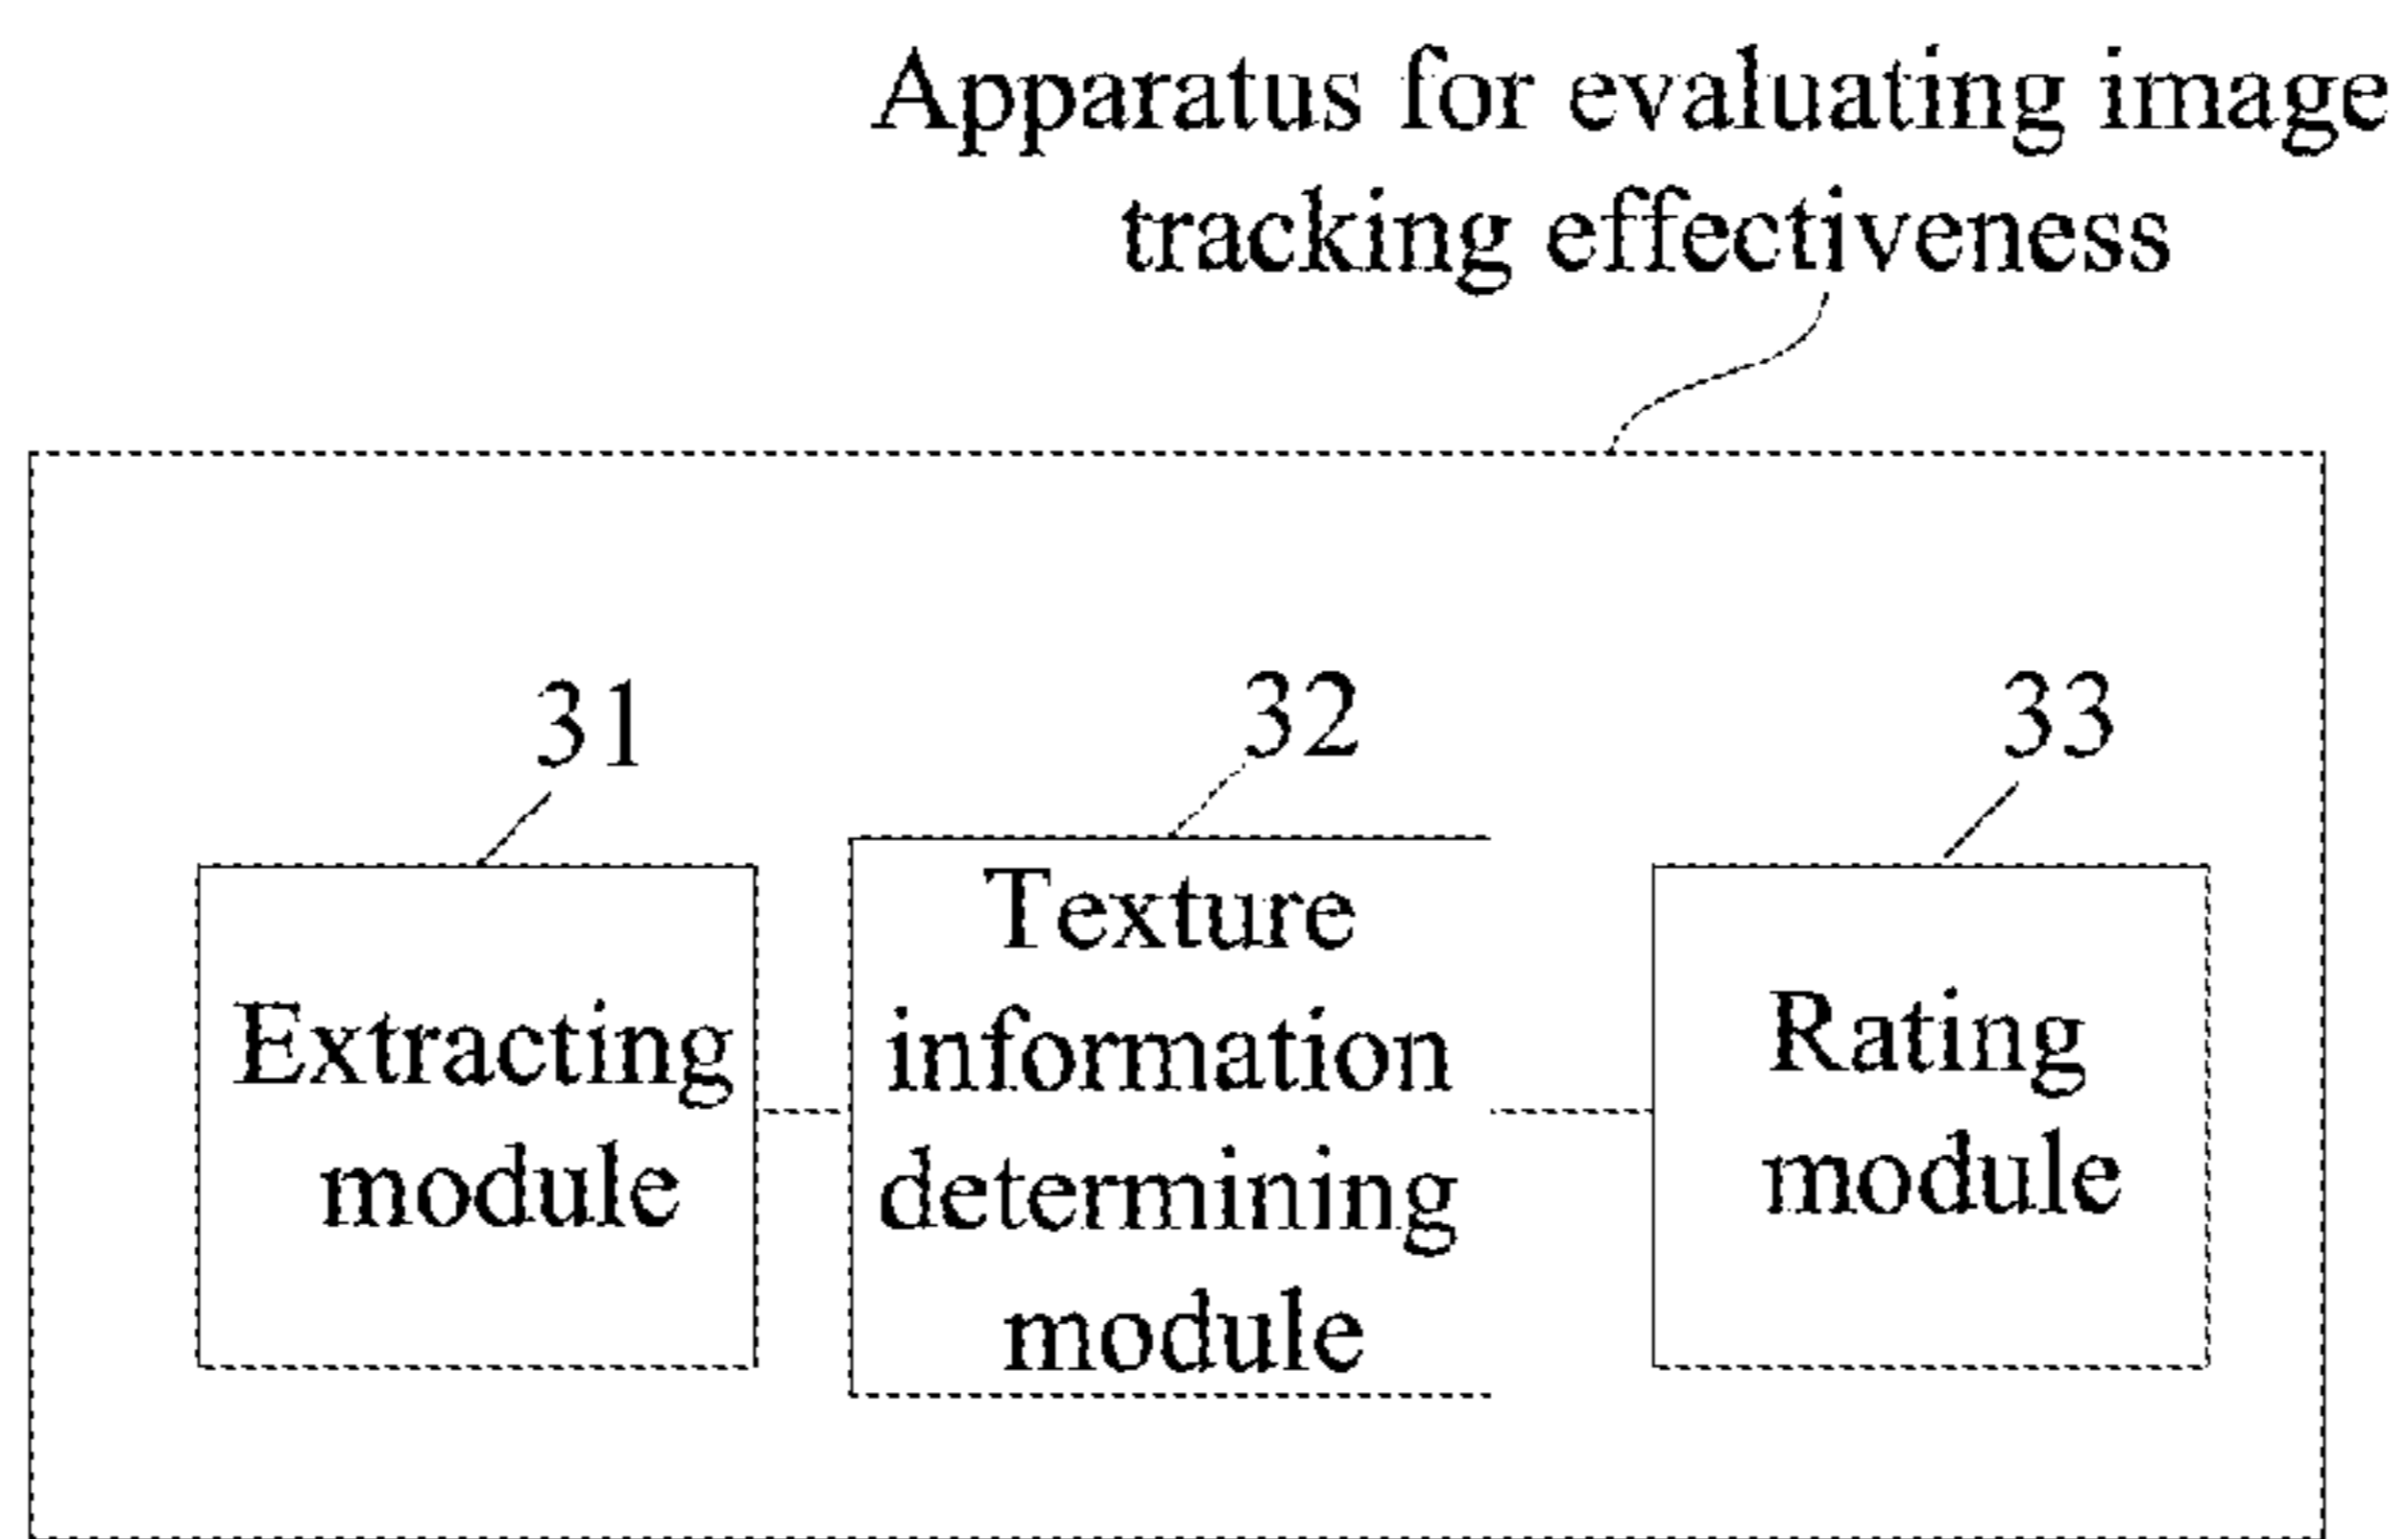 Apparatus for evaluating image
tracking effectiveness
31
32
33
Extracting
module
Texture
information
determining
module
Rating
module